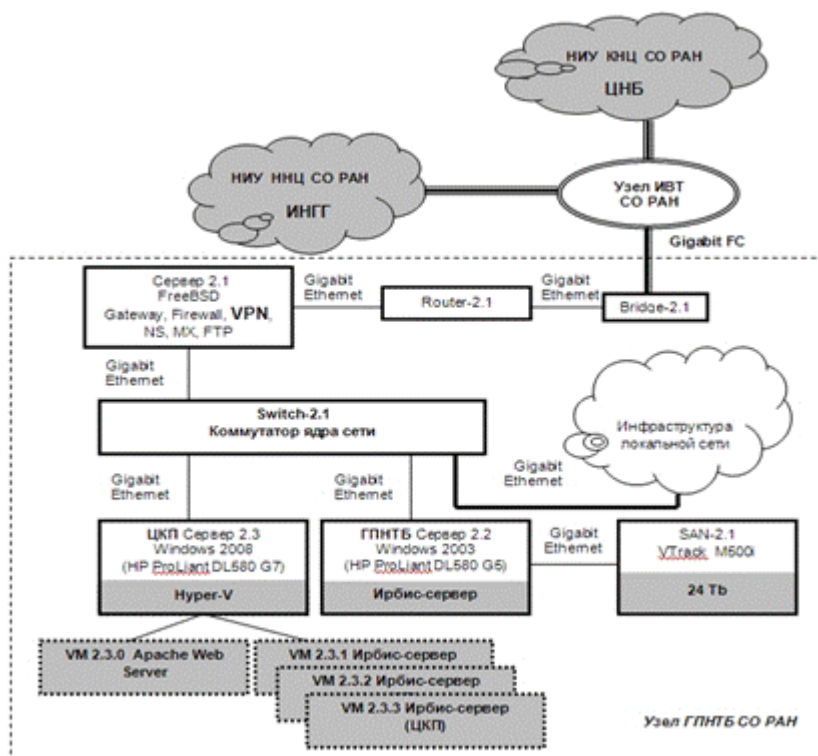 НИУ КНЦ СО РАН
ЦНБ
НИУ ННЦ СО РАН
ИНГГ
Узел ИВТ
СО РАН
Gigabit FC
Сервер 2.1
FreeBSD
Gateway, Firewall, VPN,
NS, MX, FTP
Gigabit
Ethernet
Router-2.1
Gigabit
Ethernet
Bridge-2.1
Gigabit
Ethernet
Switch-2.1
Коммутатор ядра сети
Инфраструктура
локальной сети
Gigabit
Ethernet
Gigabit
Ethernet
Gigabit
Ethernet
ЦКП Сервер 2.3
Windows 2008
(HP ProLiant DL580 G7)
Hyper-V
ГПНТБ Сервер 2.2
Windows 2003
(HP ProLiant DL580 G5)
Ирбис-сервер
Gigabit
Ethernet
SAN-2.1
VTrack M500i
24 Tb
VM 2.3.0 Apache Web
Server
VM 2.3.1 Ирбис-сервер
VM 2.3.2 Ирбис-сервер
VM 2.3.3 Ирбис-сервер
(ЦКП)
Узел ГПНТБ СО РАН